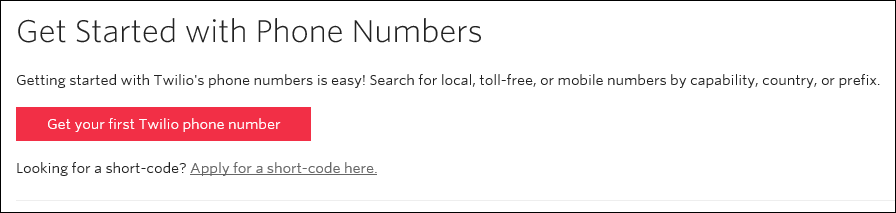 Get Started with Phone Numbers
Getting started with Twilio's phone numbers is easy! Search for local, toll-free, or mobile numbers by capability, country, or prefix.
Get your first Twilio phone number
Looking for a short-code? Apply for a short-code here.